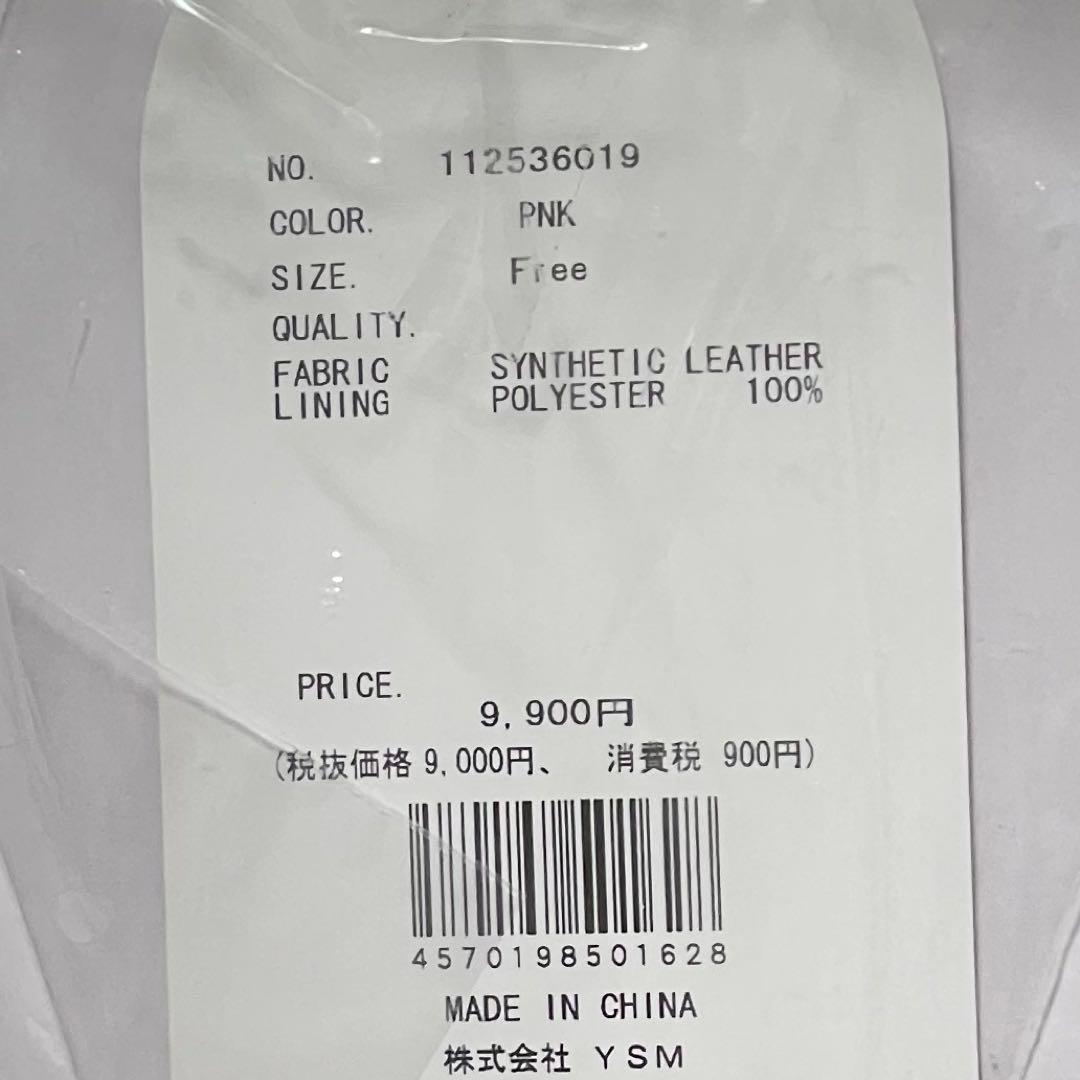 NO. 112536019
COLOR. PNK
SIZE. Free
QUALITY.
FABRIC SYNTHETIC LEATHER
LINING POLYESTER 100%
PRICE.
9,900円
(税抜価格 9,000円、 消費税 900円)
4570198501628
MADE IN CHINA
株式会社 YSM